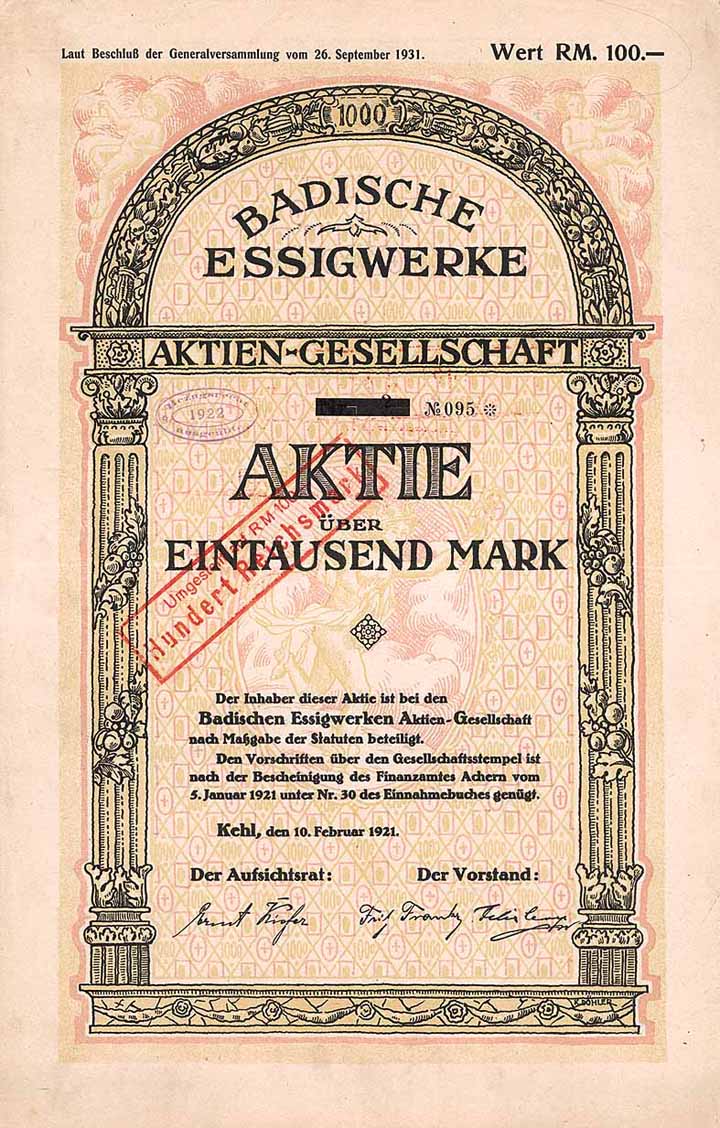 Laut Beschluß der Generalversammlung vom 26. September 1931. Wert RM. 100.—
1000
BADISCHE
ESSIGWERKE
AKTIEN-GESELLSCHAFT
1922
№ 095 ✻
AKTIE
ÜBER
EINTAUSEND MARK
Hundert Reichsmark
Der Inhaber dieser Aktie ist bei den
Badischen Essigwerken Aktien-Gesellschaft
nach Maßgabe der Statuten beteiligt.
Den Vorschriften über den Gesellschaftsstempel ist
nach der Bescheinigung des Finanzamtes Achern vom
5. Januar 1921 unter Nr. 30 des Einnahmebuches genügt.
Kehl, den 10. Februar 1921.
Der Aufsichtsrat: Der Vorstand:
K. DÖHLER